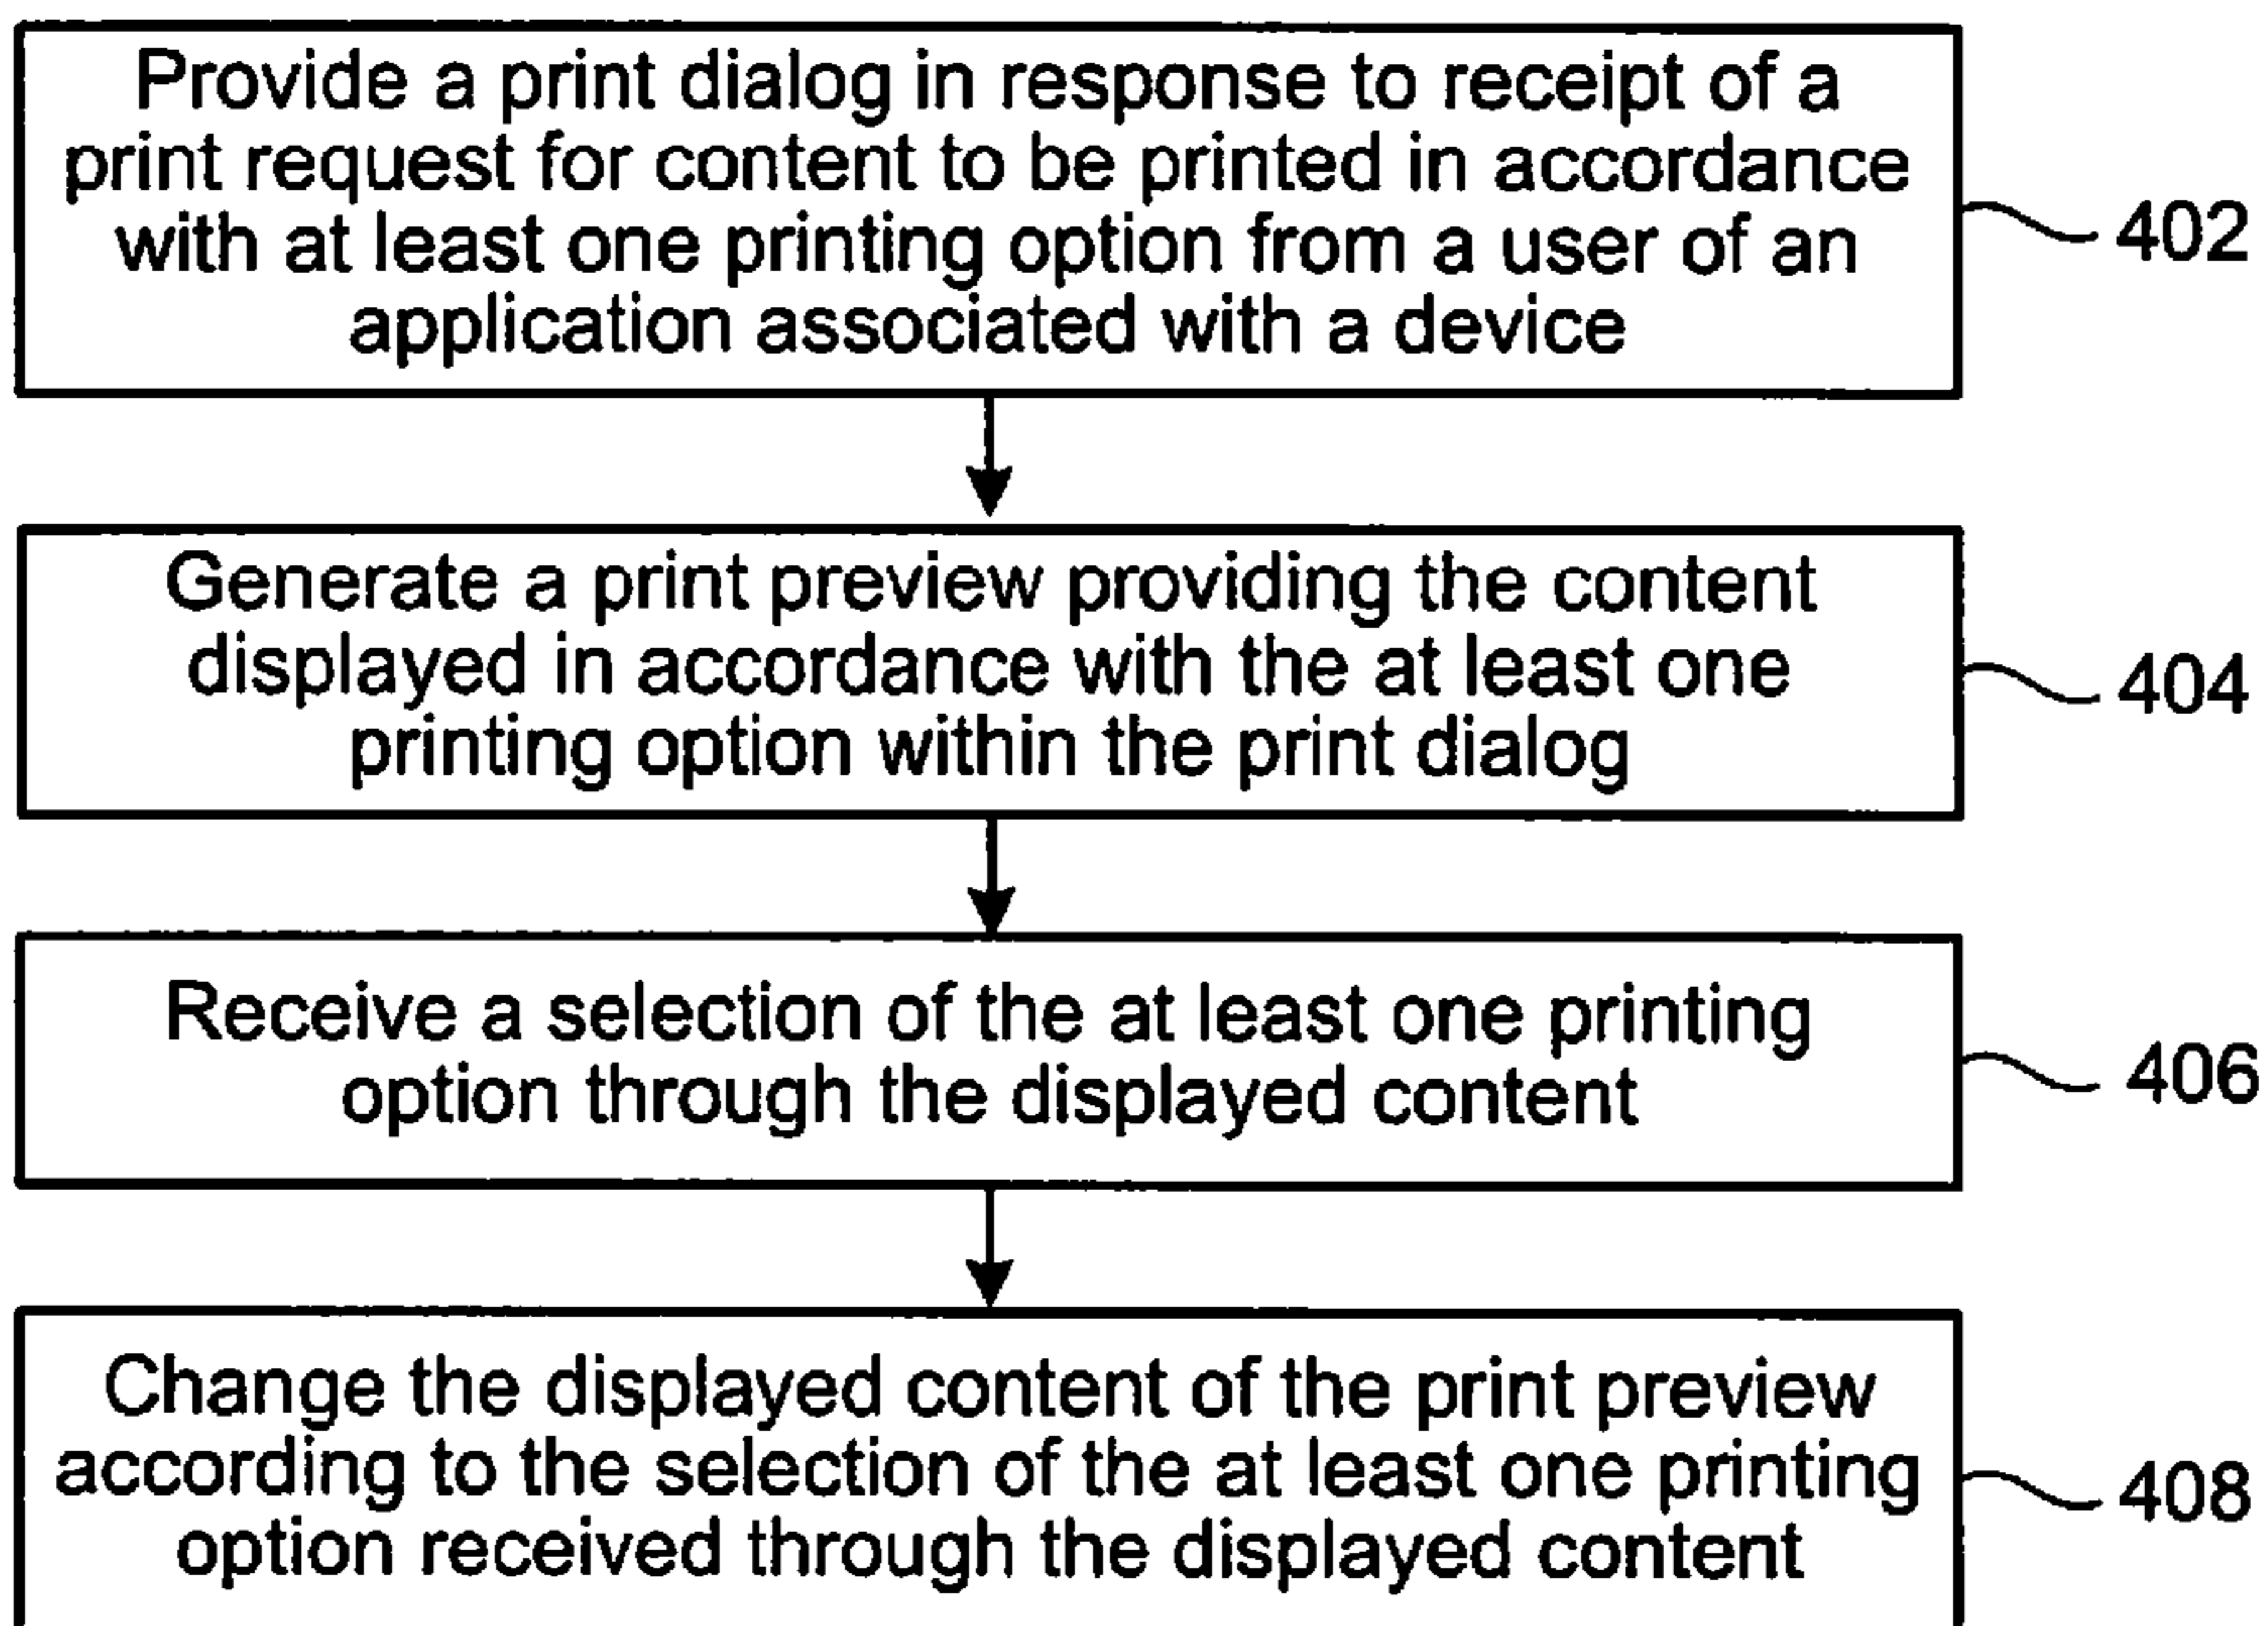 Provide a print dialog in response to receipt of a
print request for content to be printed in accordance
with at least one printing option from a user of an
application associated with a device
402
Generate a print preview providing the content
displayed in accordance with the at least one
printing option within the print dialog
404
Receive a selection of the at least one printing
option through the displayed content
406
Change the displayed content of the print preview
according to the selection of the at least one printing
option received through the displayed content
408